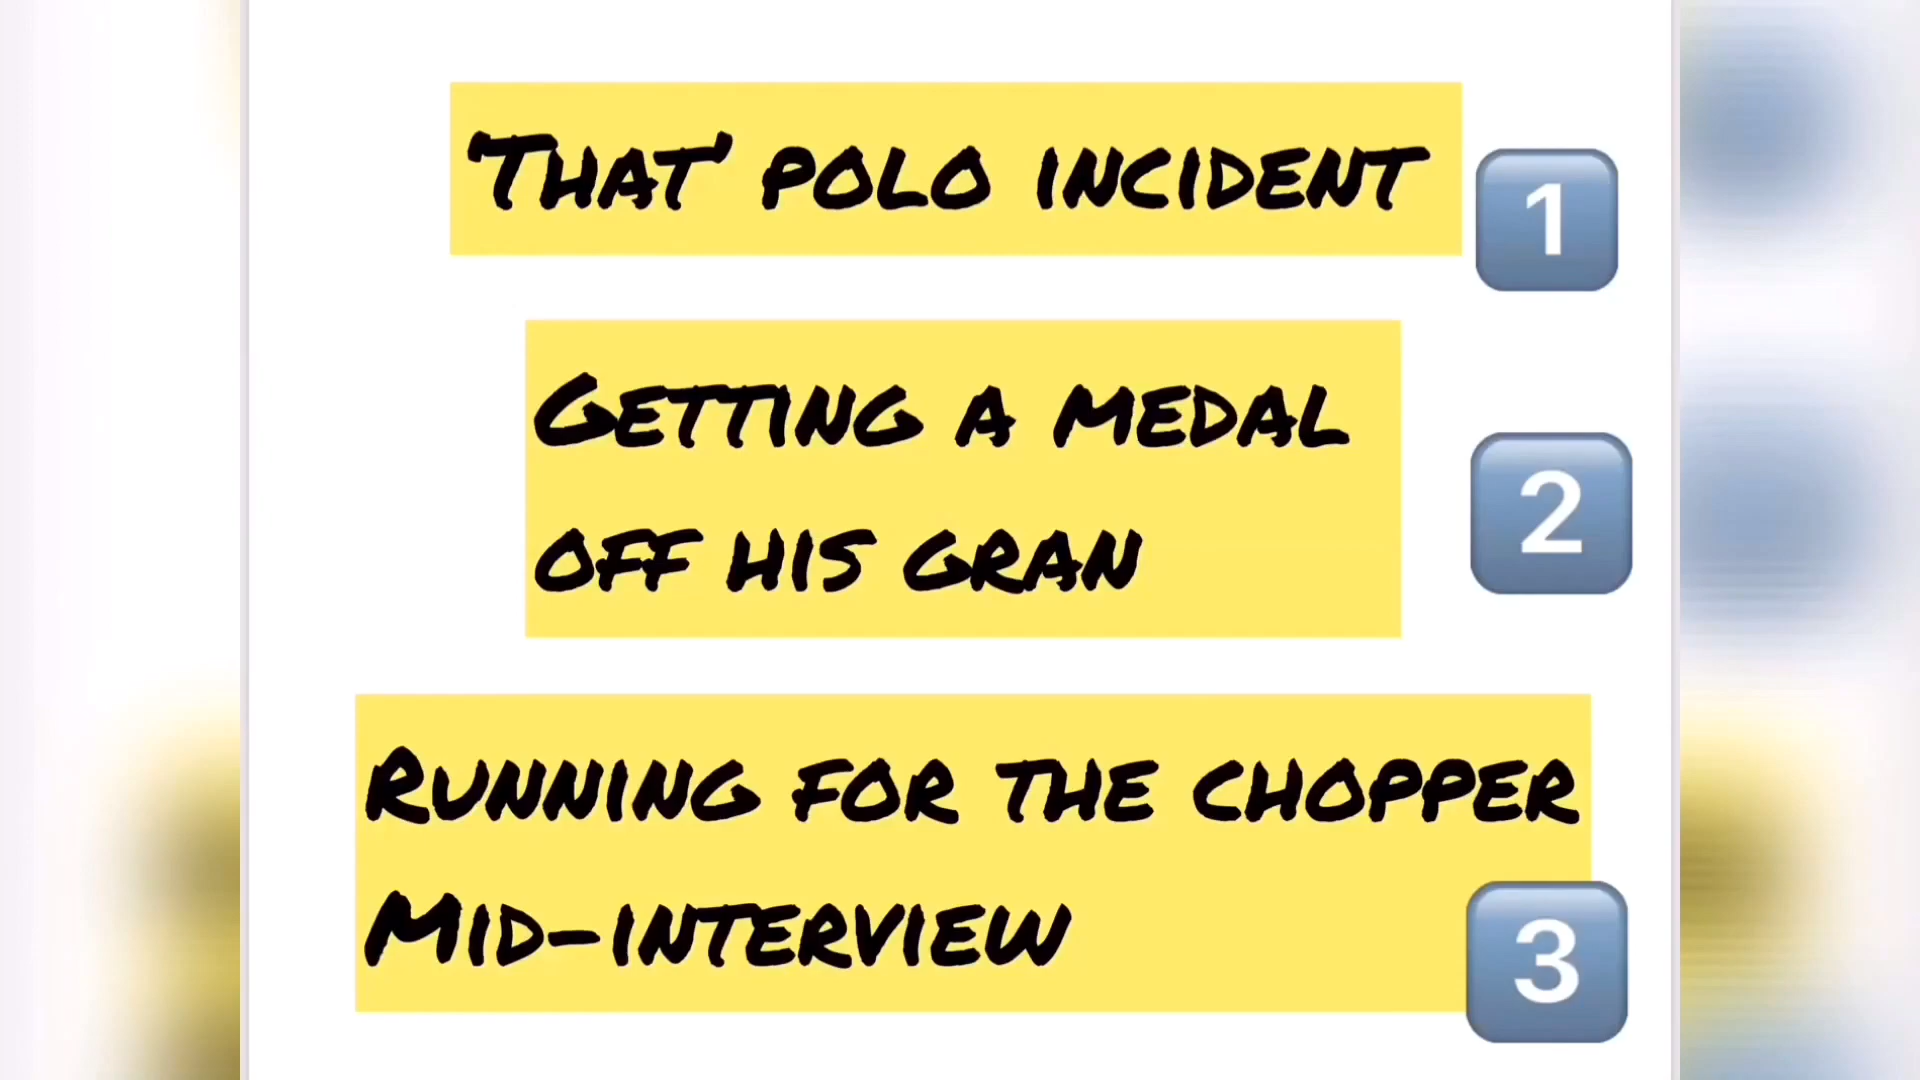 'That' polo incident
1
Getting a medal
off his gran
2
Running for the chopper
Mid-interview
3